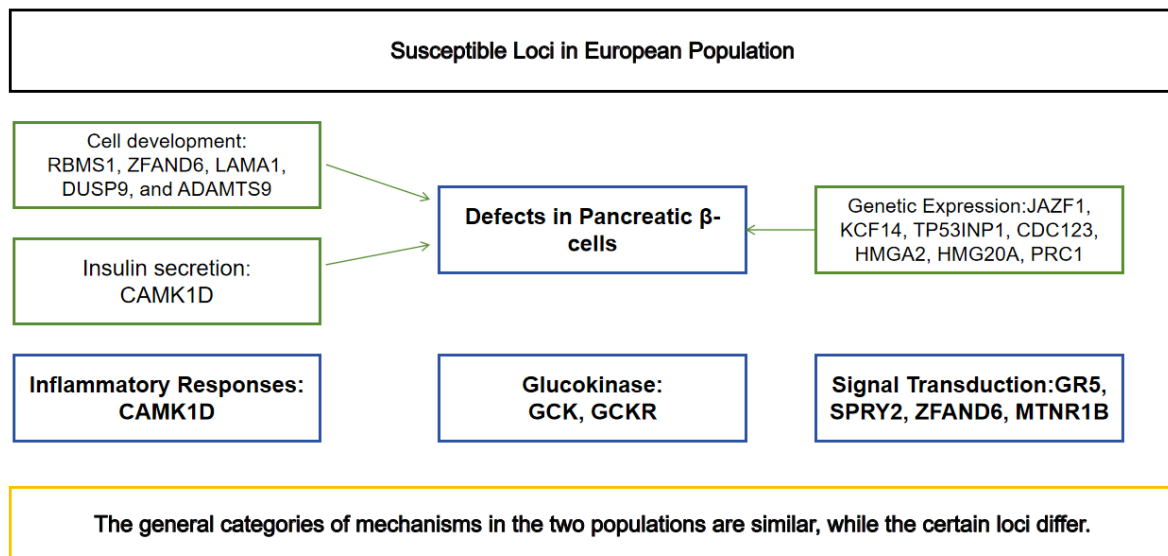 Susceptible Loci in European Population
Cell development:
RBMS1, ZFAND6, LAMA1,
DUSP9, and ADAMTS9
Defects in Pancreatic β-
cells
Genetic Expression:JAZF1,
KCF14, TP53INP1, CDC123,
HMGA2, HMG20A, PRC1
Insulin secretion:
CAMK1D
Inflammatory Responses:
CAMK1D
Glucokinase:
GCK, GCKR
Signal Transduction:GR5,
SPRY2, ZFAND6, MTNR1B
The general categories of mechanisms in the two populations are similar, while the certain loci differ.